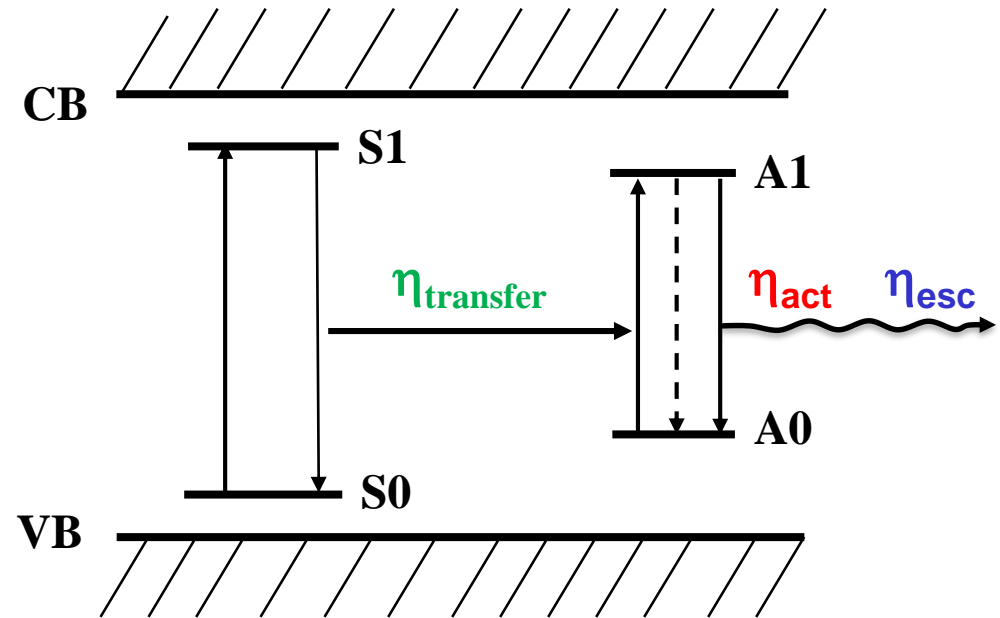 CB
S1
A1
ηtransfer
ηact
ηesc
A0
S0
VB